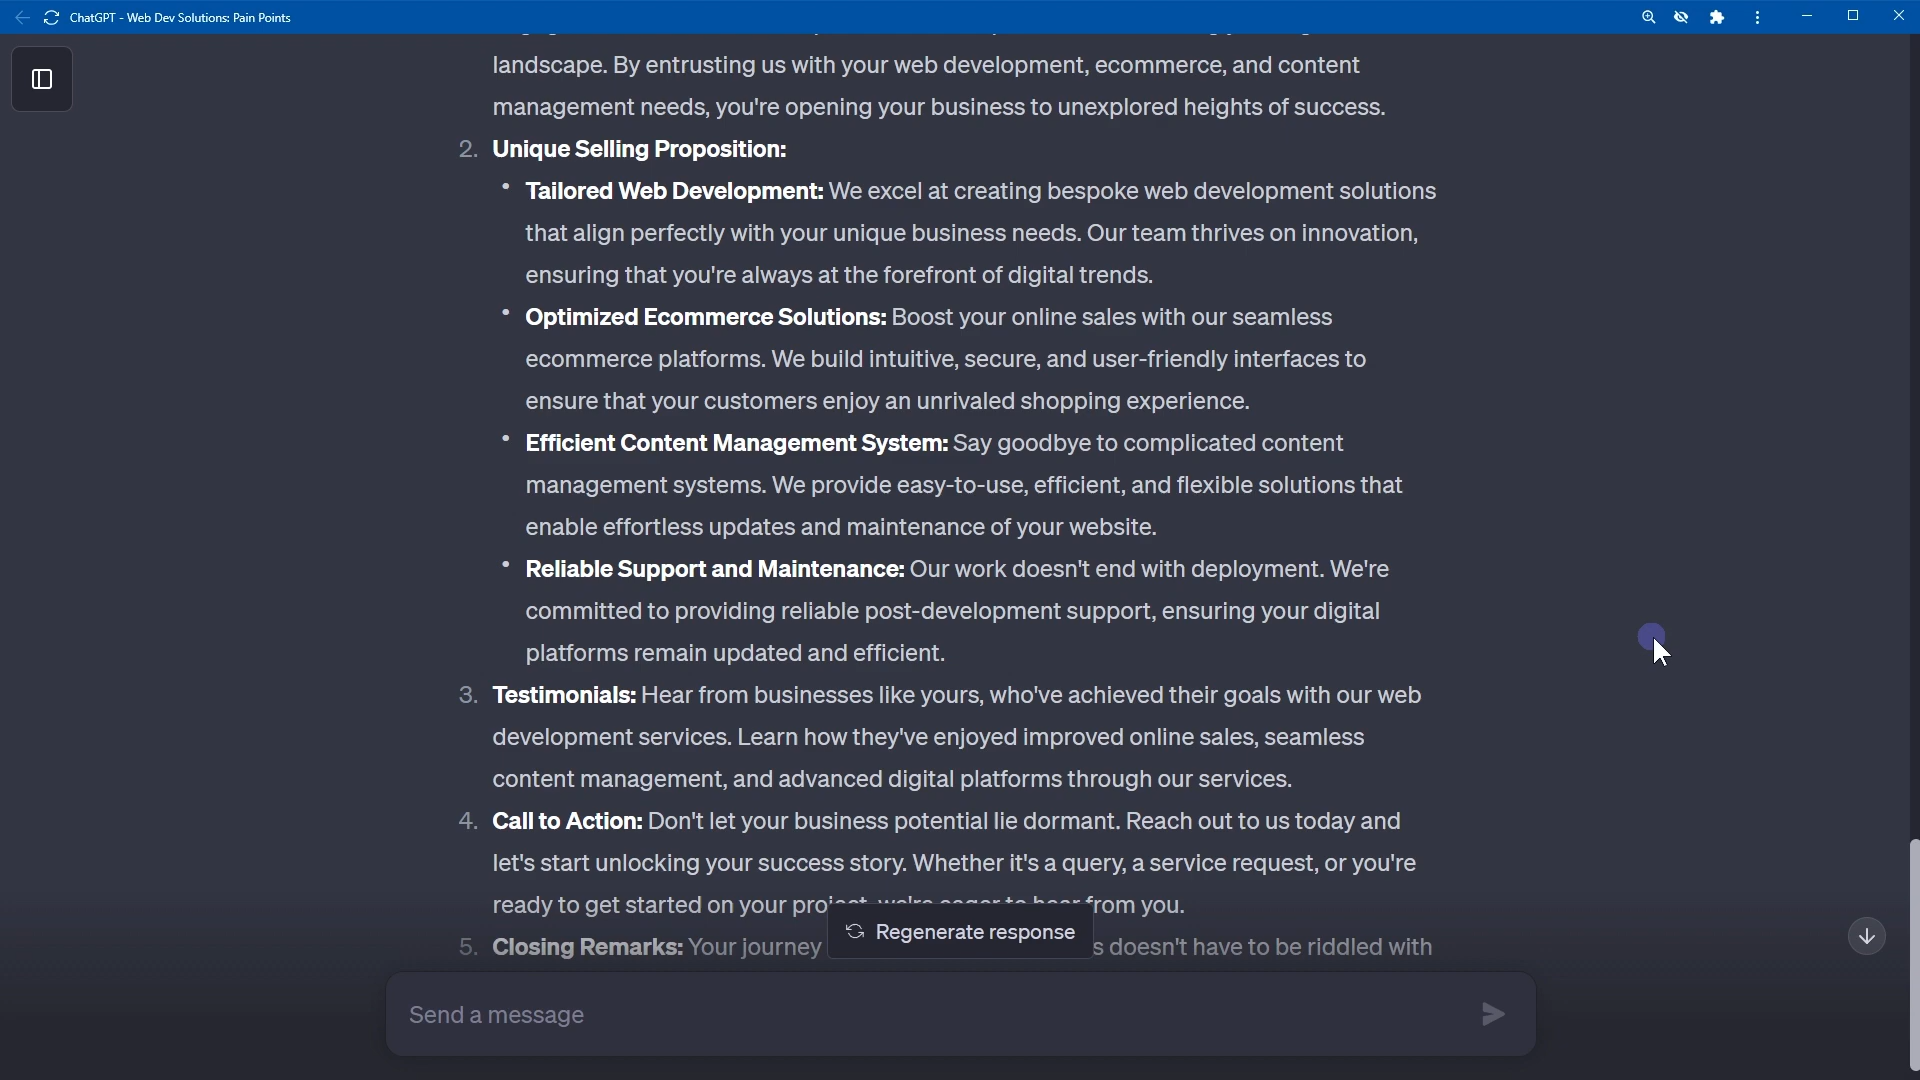 ChatGPT - Web Dev Solutions: Pain Points
landscape. By entrusting us with your web development, ecommerce, and content
management needs, you're opening your business to unexplored heights of success.
2. Unique Selling Proposition:
• Tailored Web Development: We excel at creating bespoke web development solutions
that align perfectly with your unique business needs. Our team thrives on innovation,
ensuring that you're always at the forefront of digital trends.
• Optimized Ecommerce Solutions: Boost your online sales with our seamless
ecommerce platforms. We build intuitive, secure, and user-friendly interfaces to
ensure that your customers enjoy an unrivaled shopping experience.
• Efficient Content Management System: Say goodbye to complicated content
management systems. We provide easy-to-use, efficient, and flexible solutions that
enable effortless updates and maintenance of your website.
• Reliable Support and Maintenance: Our work doesn't end with deployment. We're
committed to providing reliable post-development support, ensuring your digital
platforms remain updated and efficient.
3. Testimonials: Hear from businesses like yours, who've achieved their goals with our web
development services. Learn how they've enjoyed improved online sales, seamless
content management, and advanced digital platforms through our services.
4. Call to Action: Don't let your business potential lie dormant. Reach out to us today and
let's start unlocking your success story. Whether it's a query, a service request, or you're
ready to get started on your project, we're eager to hear from you.
5. Closing Remarks: Your journey doesn't have to be riddled with
Regenerate response
Send a message